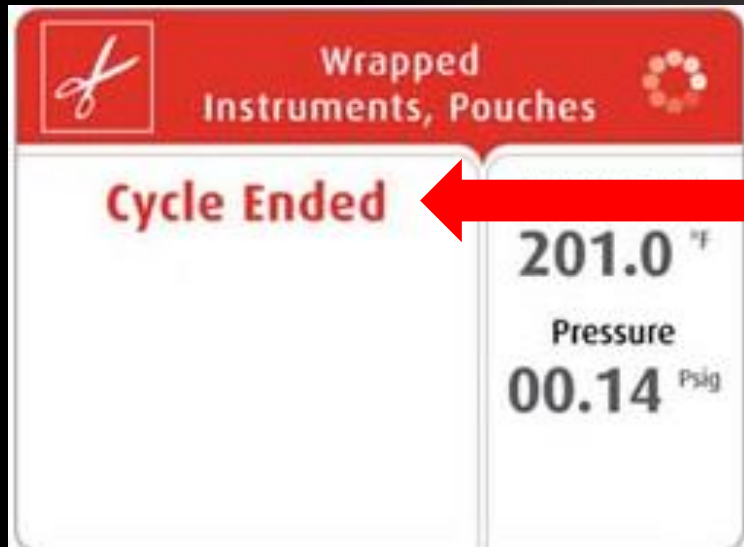 Wrapped
Instruments, Pouches
Cycle Ended
201.0 °F
Pressure
00.14 Psig